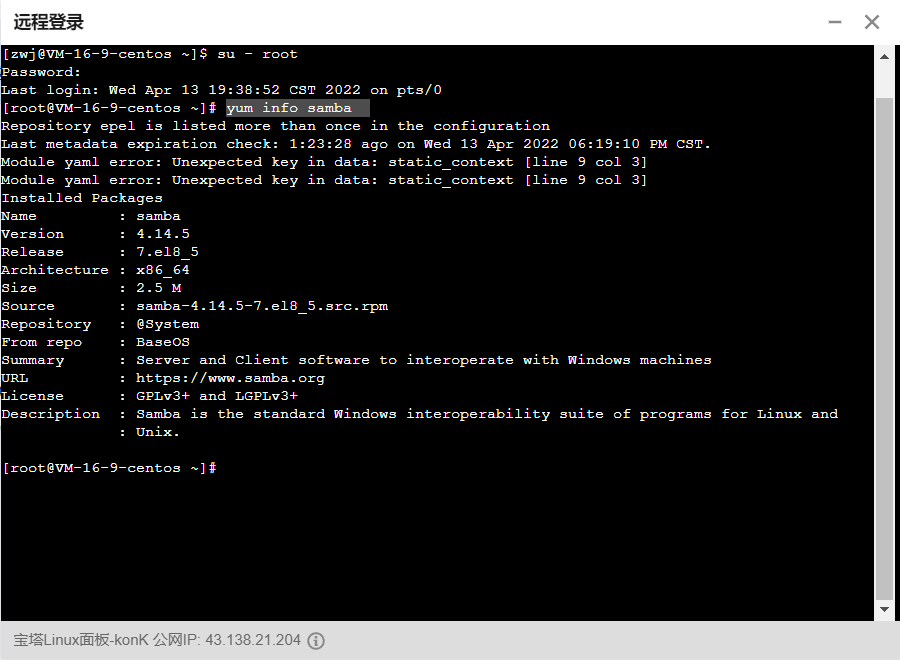 远程登录
[zwj@VM-16-9-centos ~]$ su - root
Password:
Last login: Wed Apr 13 19:38:52 CST 2022 on pts/0
[root@VM-16-9-centos ~]# yum info samba
Repository epel is listed more than once in the configuration
Last metadata expiration check: 1:23:28 ago on Wed 13 Apr 2022 06:19:10 PM CST.
Module yaml error: Unexpected key in data: static_context [line 9 col 3]
Module yaml error: Unexpected key in data: static_context [line 9 col 3]
Installed Packages
Name         : samba
Version      : 4.14.5
Release      : 7.el8_5
Architecture : x86_64
Size         : 2.5 M
Source       : samba-4.14.5-7.el8_5.src.rpm
Repository   : @System
From repo    : BaseOS
Summary      : Server and Client software to interoperate with Windows machines
URL          : https://www.samba.org
License      : GPLv3+ and LGPLv3+
Description  : Samba is the standard Windows interoperability suite of programs for Linux and
             : Unix.
[root@VM-16-9-centos ~]#
宝塔Linux面板-konK 公网IP: 43.138.21.204